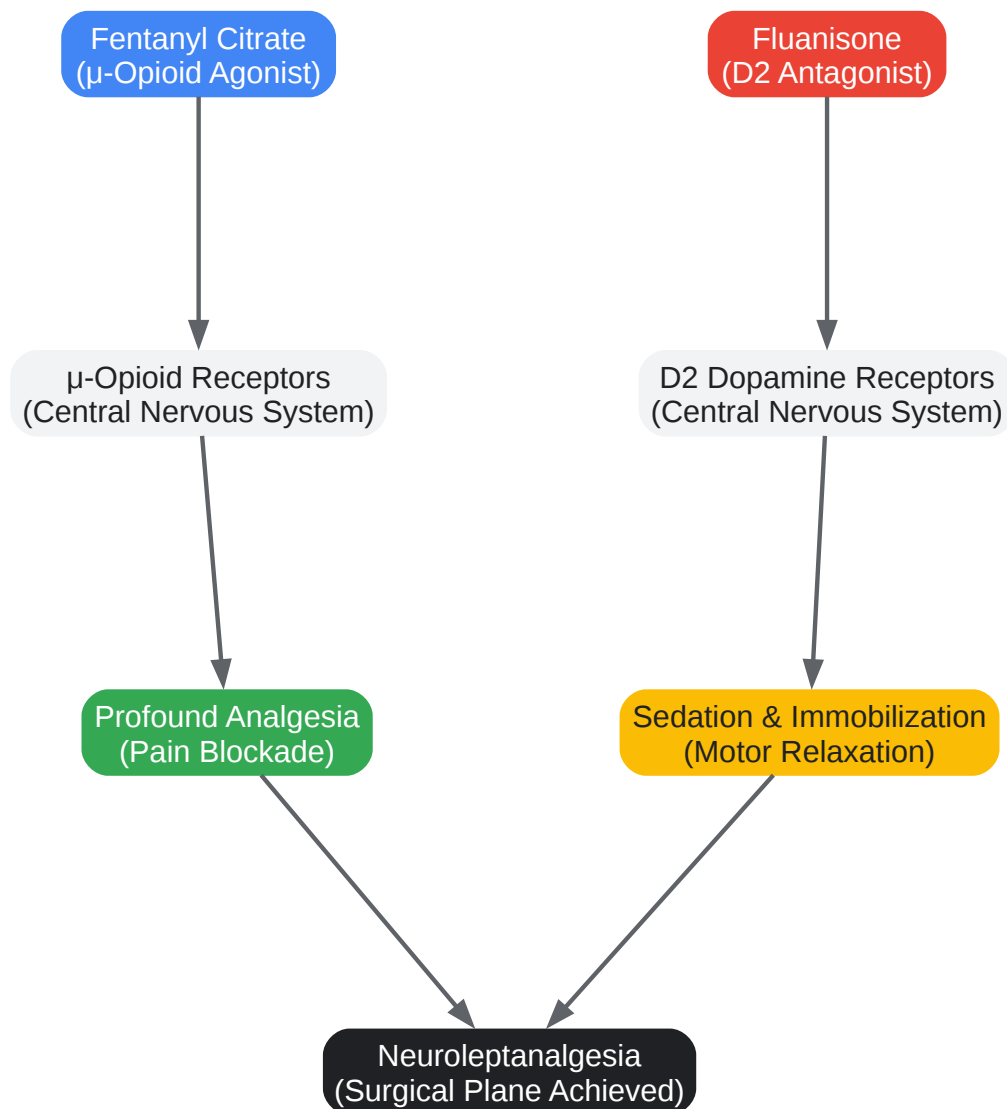 Fentanyl Citrate
(μ-Opioid Agonist)
Fluanisone
(D2 Antagonist)
μ-Opioid Receptors
(Central Nervous System)
D2 Dopamine Receptors
(Central Nervous System)
Profound Analgesia
(Pain Blockade)
Sedation & Immobilization
(Motor Relaxation)
Neuroleptanalgesia
(Surgical Plane Achieved)